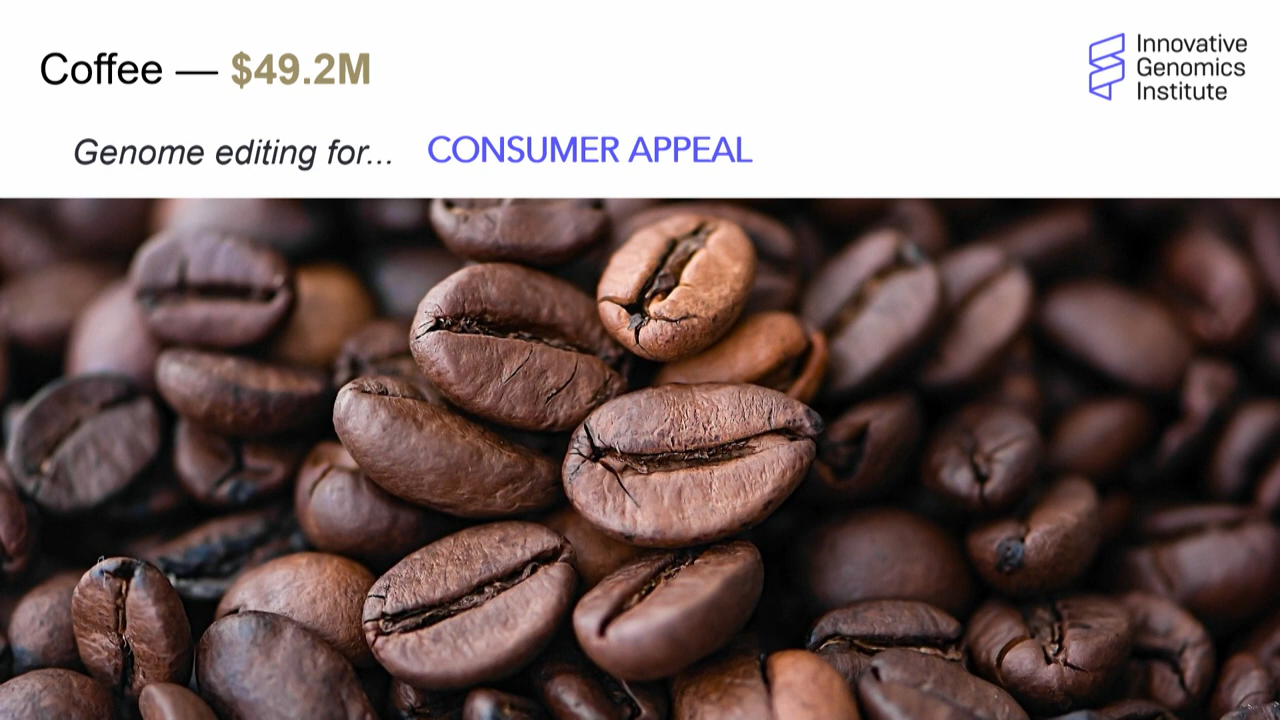 Coffee — $49.2M
Innovative
Genomics
Institute
Genome editing for... CONSUMER APPEAL